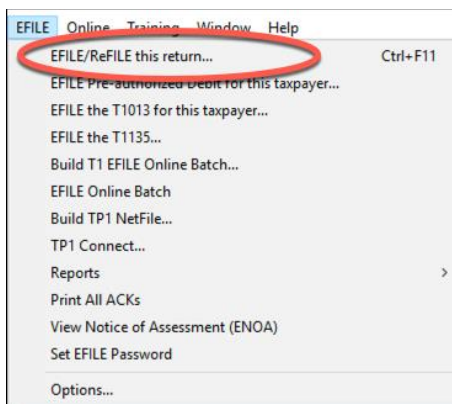 EFILE Online Training Window Help
EFILE/ReFILE this return... Ctrl+F11
EFILE Pre-authorized Debit for this taxpayer...
EFILE the T1013 for this taxpayer...
EFILE the T1135...
Build T1 EFILE Online Batch...
EFILE Online Batch
Build TP1 NetFile...
TP1 Connect...
Reports >
Print All ACKs
View Notice of Assessment (ENOA)
Set EFILE Password
Options...